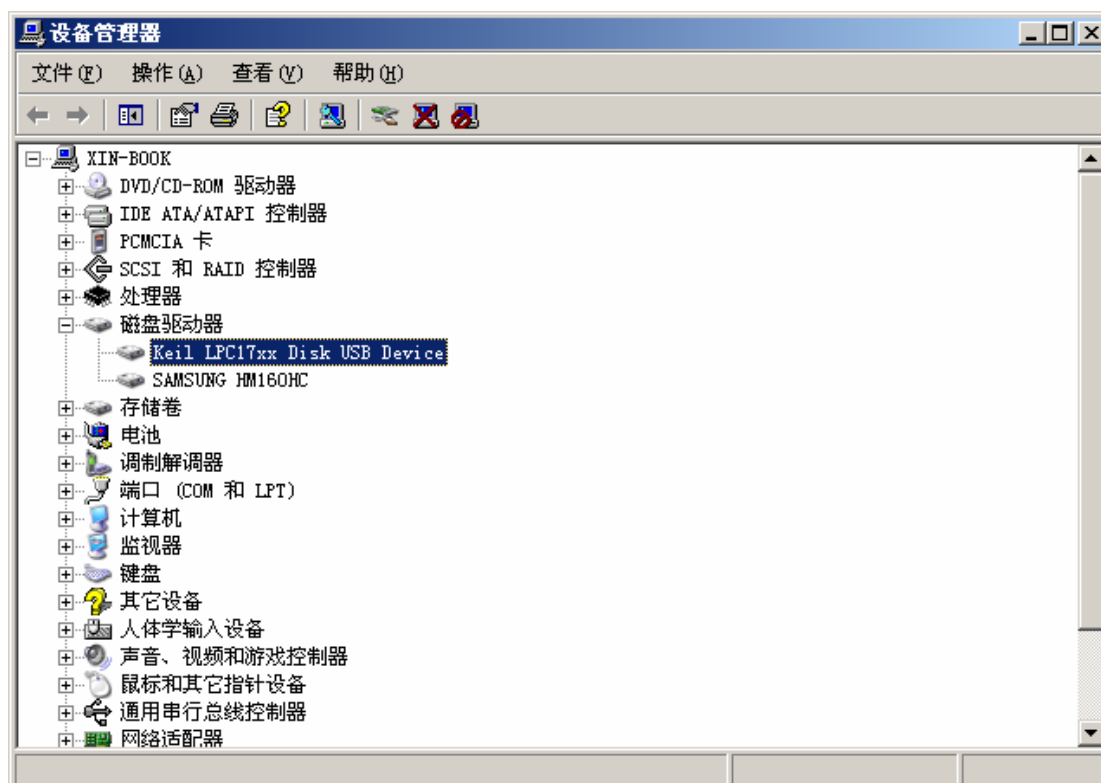 设备管理器
文件(F) 操作(A) 查看(V) 帮助(H)
XIN-BOOK
DVD/CD-ROM 驱动器
IDE ATA/ATAPI 控制器
PCMCIA 卡
SCSI 和 RAID 控制器
处理器
磁盘驱动器
Keil LPC17xx Disk USB Device
SAMSUNG HM160HC
存储卷
电池
调制解调器
端口 (COM 和 LPT)
计算机
监视器
键盘
其它设备
人体学输入设备
声音、视频和游戏控制器
鼠标和其它指针设备
通用串行总线控制器
网络适配器